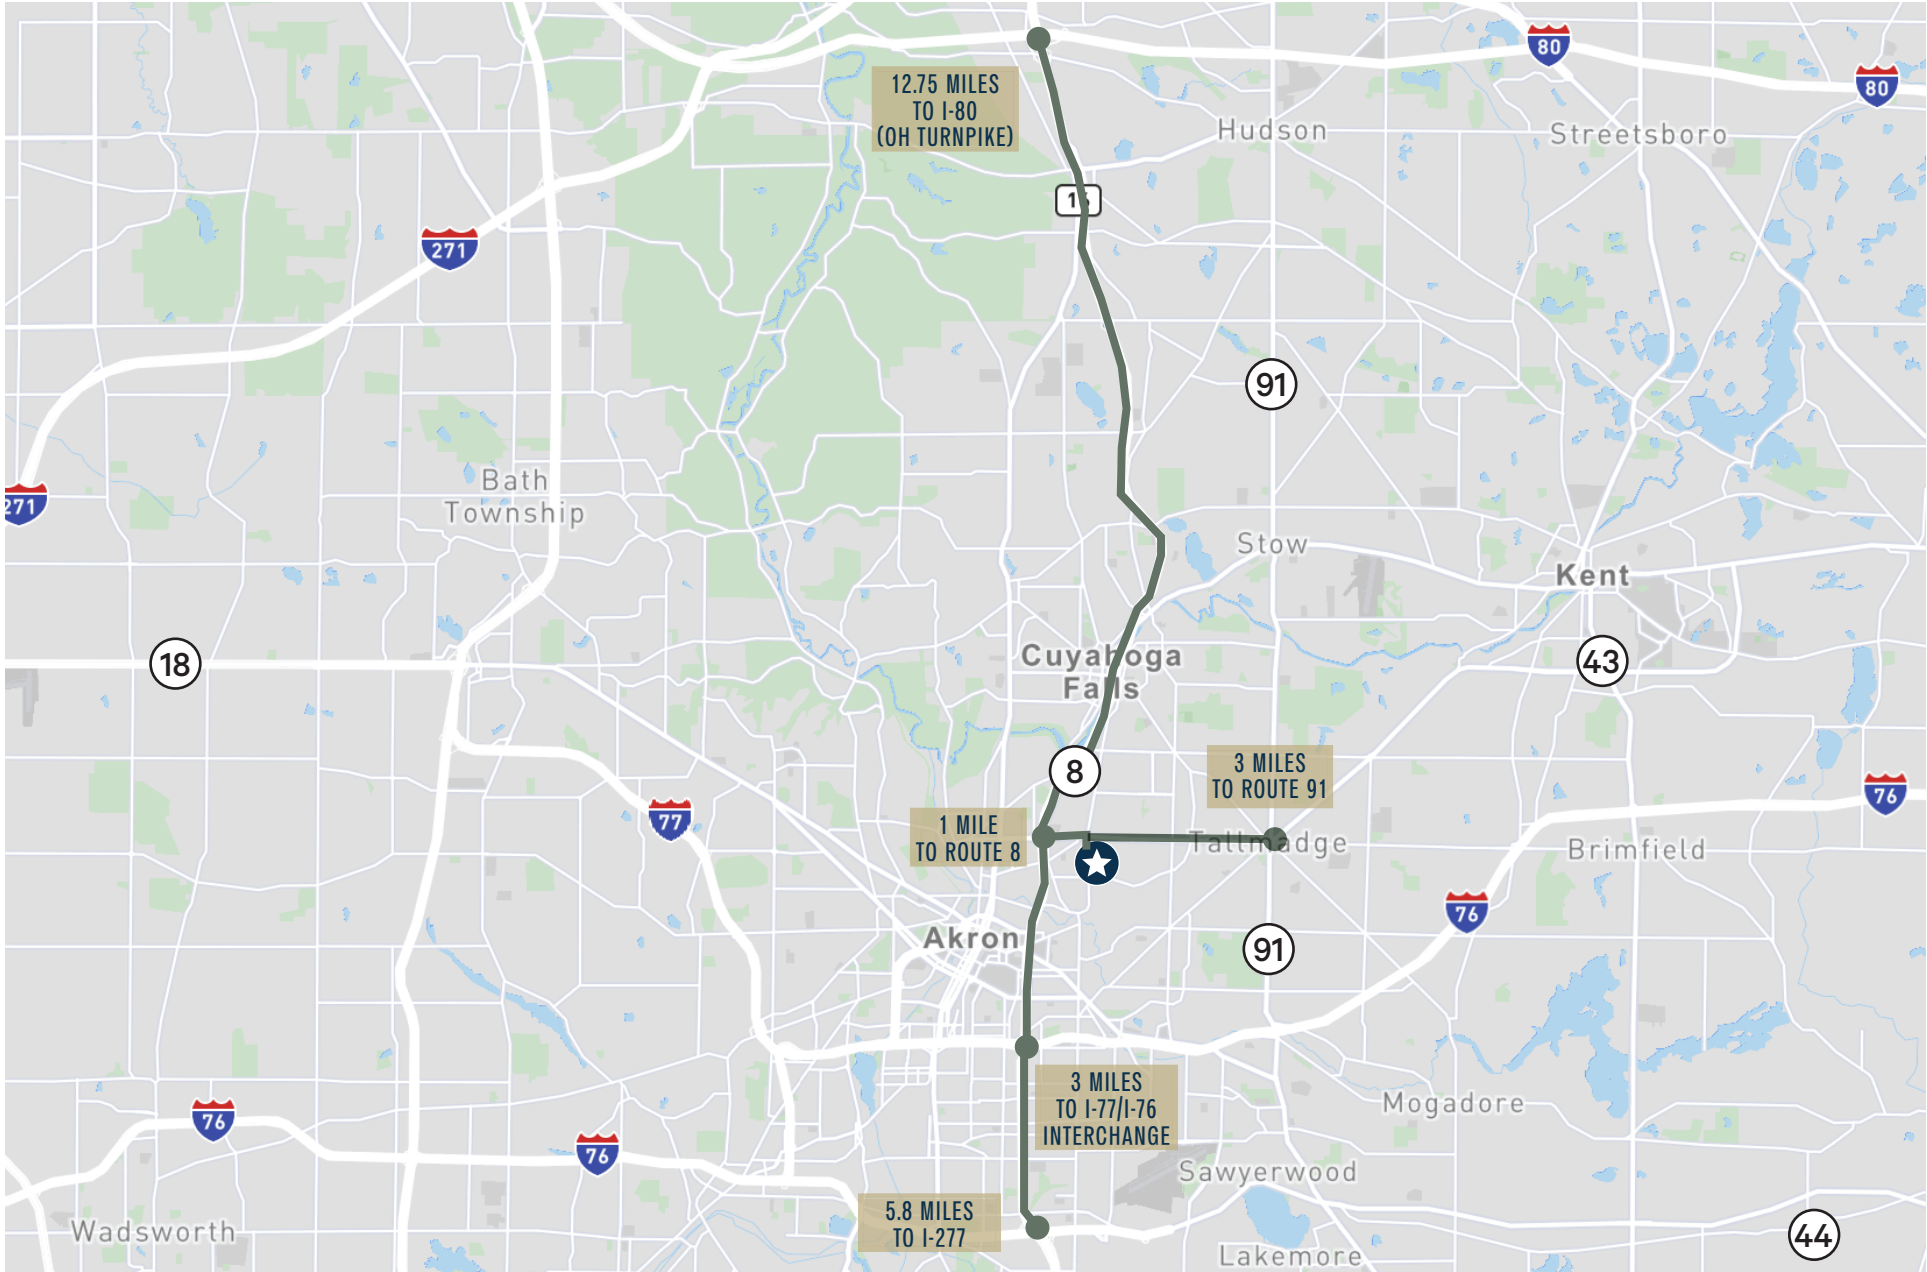 80
80
12.75 MILES
TO I-80
(OH TURNPIKE)
Hudson
Streetsboro
271
91
Bath
Township
271
Stow
Kent
18
Cuyahoga
Falls
43
8
3 MILES
TO ROUTE 91
76
77
1 MILE
TO ROUTE 8
Tallmadge
Brimfield
76
Akron
91
3 MILES
TO I-77/I-76
INTERCHANGE
Mogadore
76
76
Sawyerwood
5.8 MILES
TO I-277
Wadsworth
44
Lakemore